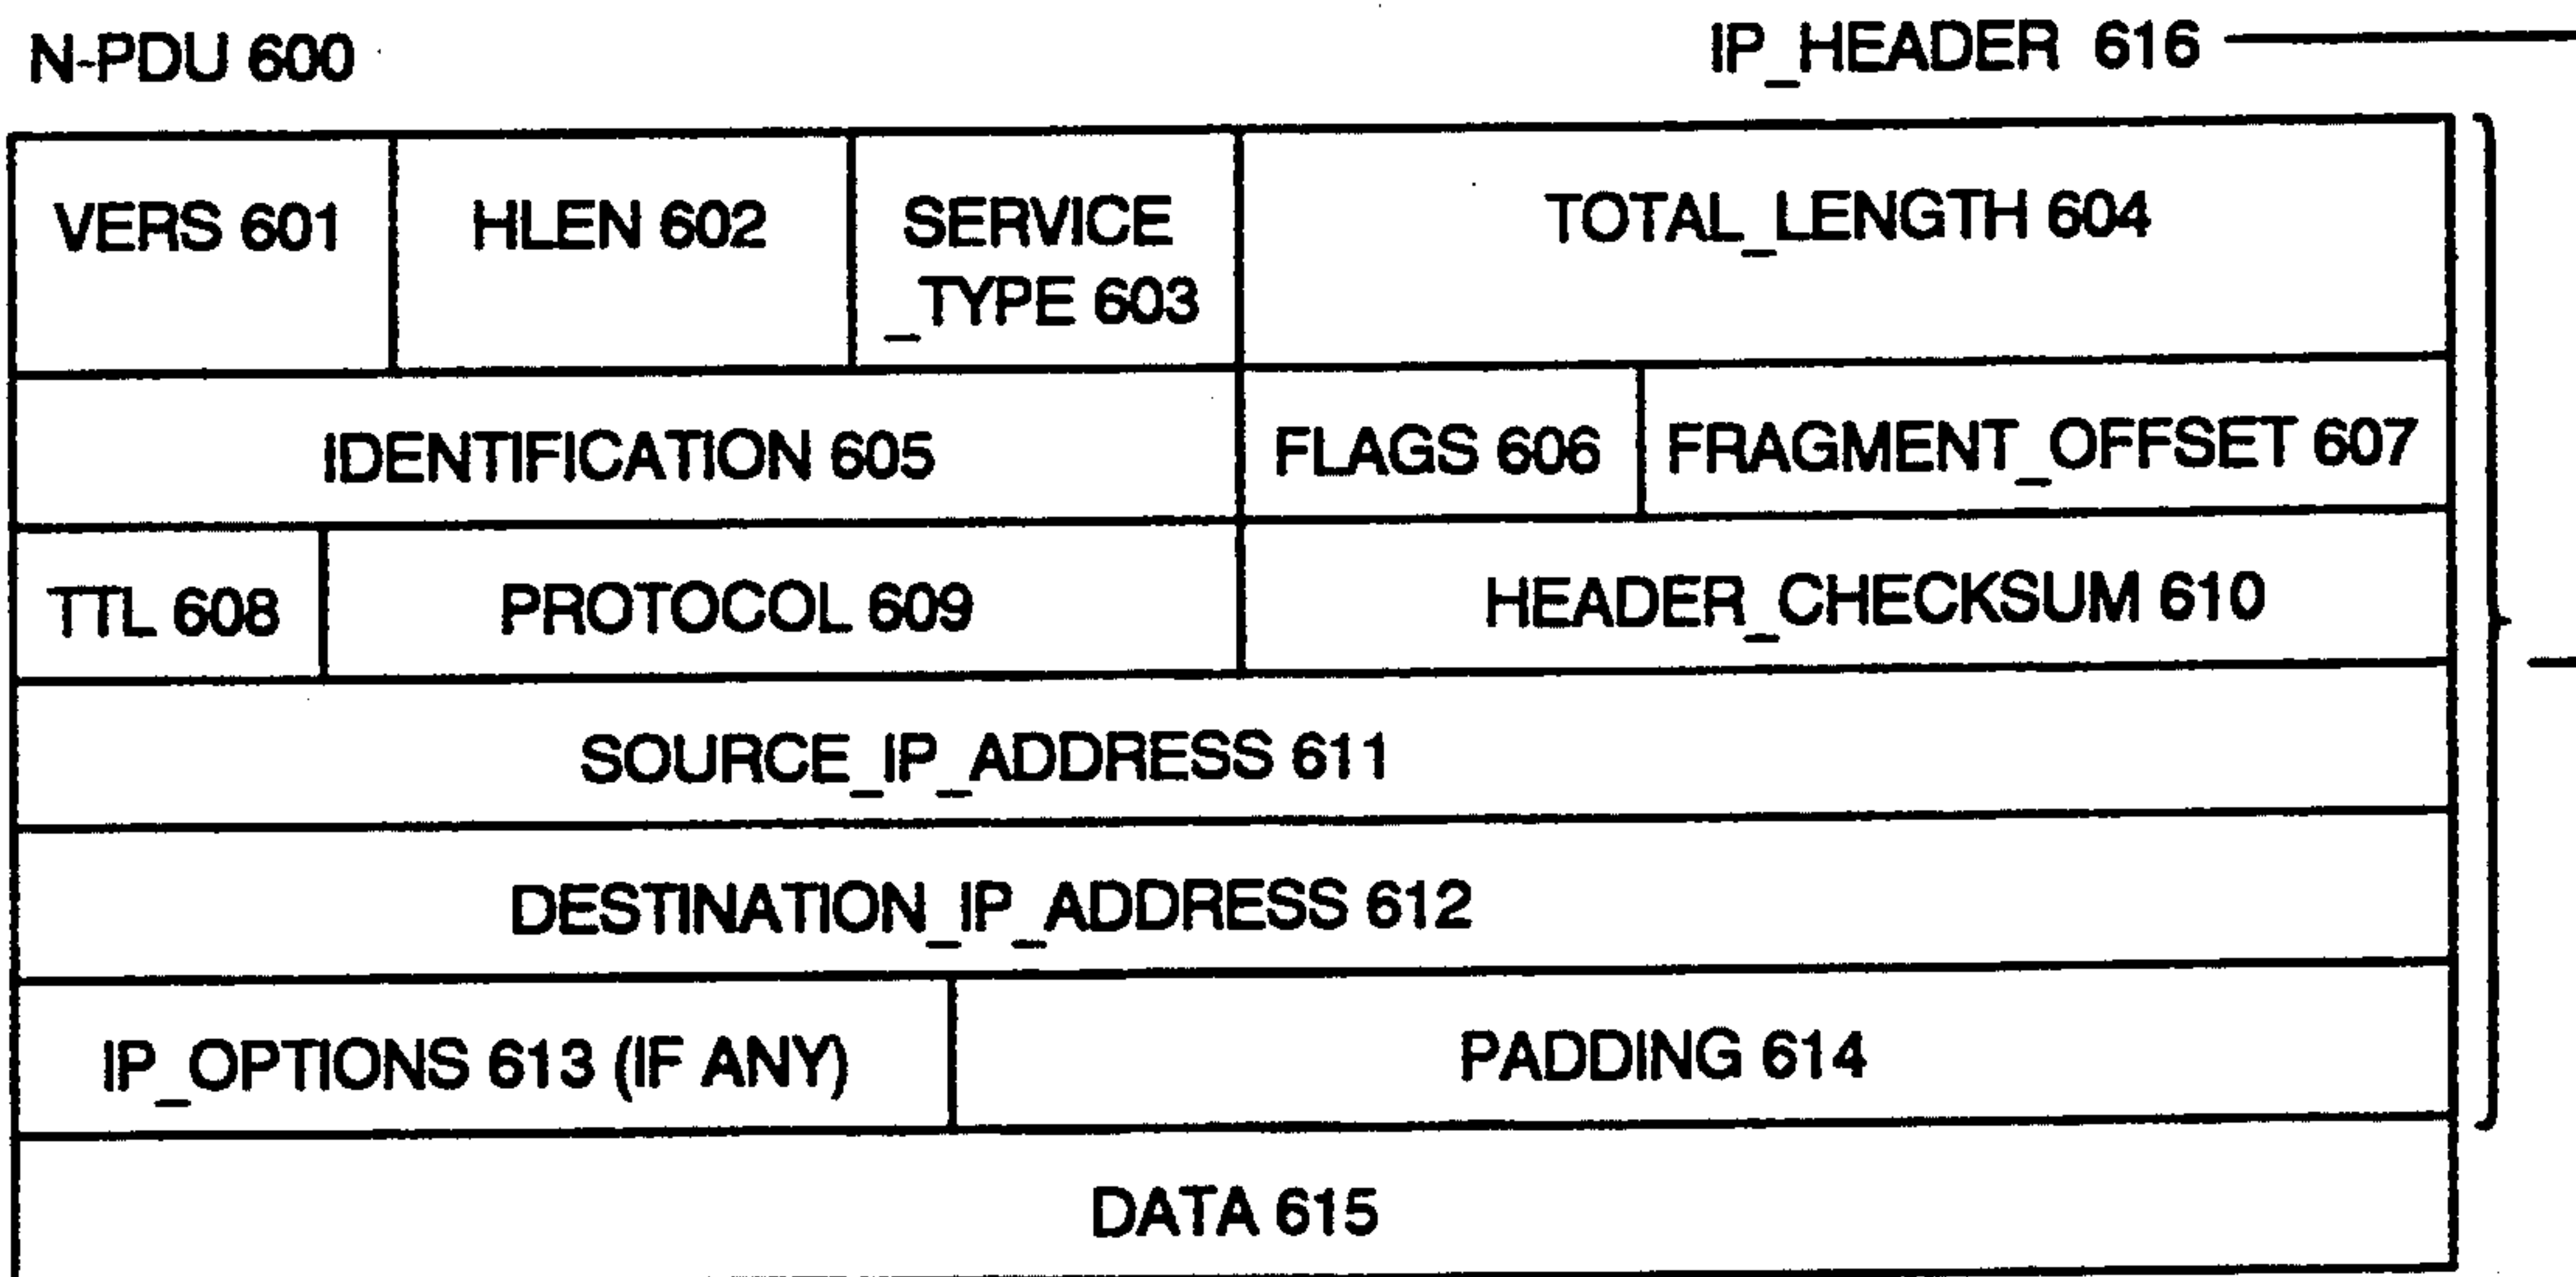 N-PDU 600
IP_HEADER 616
VERS 601
HLEN 602
SERVICE
_TYPE 603
TOTAL_LENGTH 604
IDENTIFICATION 605
FLAGS 606
FRAGMENT_OFFSET 607
TTL 608
PROTOCOL 609
HEADER_CHECKSUM 610
SOURCE_IP_ADDRESS 611
DESTINATION_IP_ADDRESS 612
IP_OPTIONS 613 (IF ANY)
PADDING 614
DATA 615